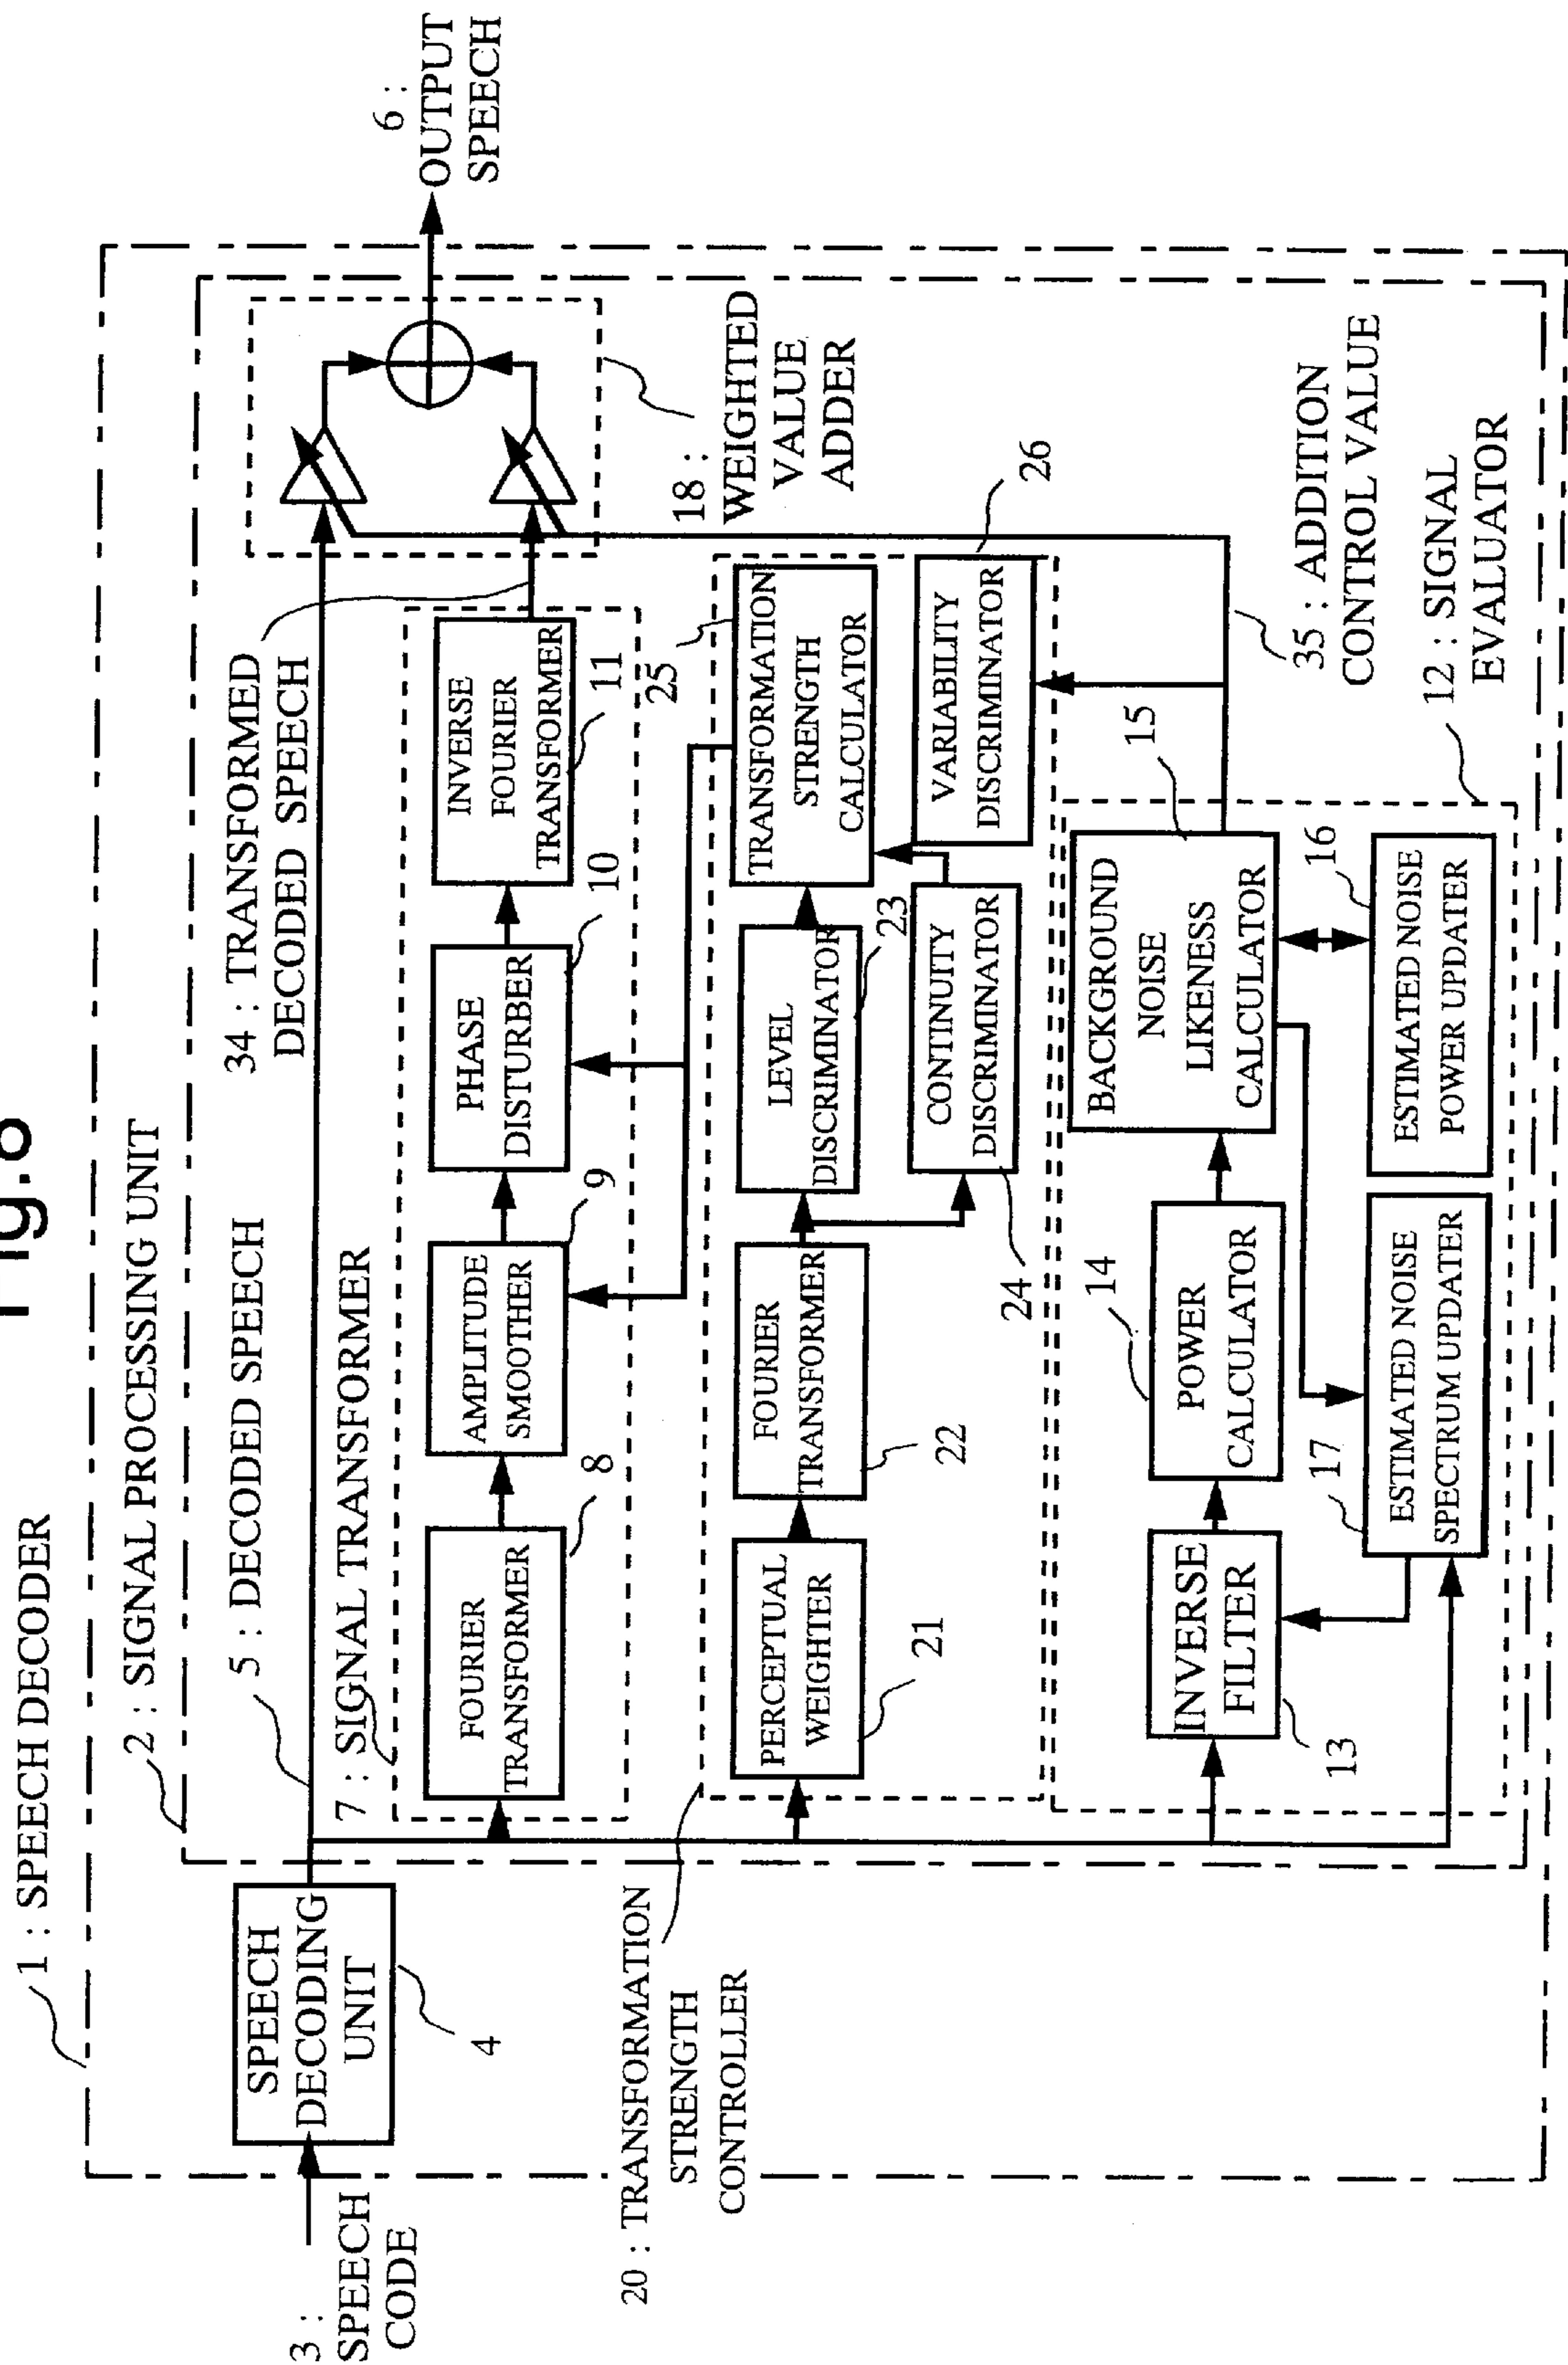 Fig.8
1 : SPEECH DECODER
2 : SIGNAL PROCESSING UNIT
3 :
SPEECH
CODE
SPEECH
DECODING
UNIT
4
5 : DECODED SPEECH
34 : TRANSFORMED
DECODED SPEECH
6 :
OUTPUT
SPEECH
7 : SIGNAL TRANSFORMER
FOURIER
TRANSFORMER
8
AMPLITUDE
SMOOTHER
9
PHASE
DISTURBER
10
INVERSE
FOURIER
TRANSFORMER
11
18 :
WEIGHTED
VALUE
ADDER
20 : TRANSFORMATION
STRENGTH
CONTROLLER
PERCEPTUAL
WEIGHTER
21
FOURIER
TRANSFORMER
22
LEVEL
DISCRIMINATOR
23
CONTINUITY
DISCRIMINATOR
24
TRANSFORMATION
STRENGTH
CALCULATOR
25
VARIABILITY
DISCRIMINATOR
26
INVERSE
FILTER
13
POWER
CALCULATOR
14
BACKGROUND
NOISE
LIKENESS
CALCULATOR
15
ESTIMATED NOISE
POWER UPDATER
16
ESTIMATED NOISE
SPECTRUM UPDATER
17
35 : ADDITION
CONTROL VALUE
12 : SIGNAL
EVALUATOR